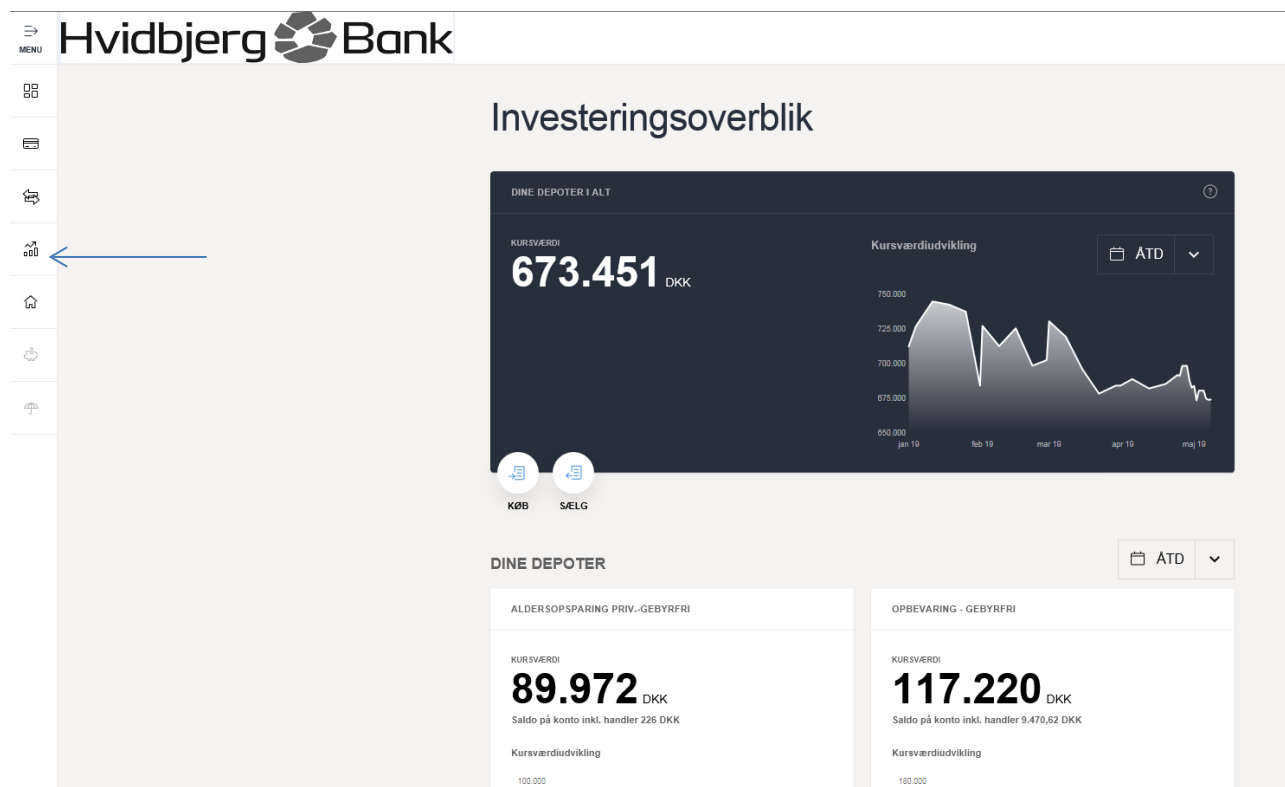 MENU
Hvidbjerg Bank
Investeringsoverblik
DINE DEPOTER I ALT
?
KURSVÆRDI
673.451 DKK
Kursværdiudvikling
ÅTD
750.000
725.000
700.000
675.000
650.000
jan 19 feb 19 mar 19 apr 19 maj 19
KØB SÆLG
DINE DEPOTER
ÅTD
ALDERSOPSPARING PRIV.-GEBYRFRI
KURSVÆRDI
89.972 DKK
Saldo på konto inkl. handler 226 DKK
Kursværdiudvikling
100.000
OPBEVARING - GEBYRFRI
KURSVÆRDI
117.220 DKK
Saldo på konto inkl. handler 9.470,62 DKK
Kursværdiudvikling
180.000